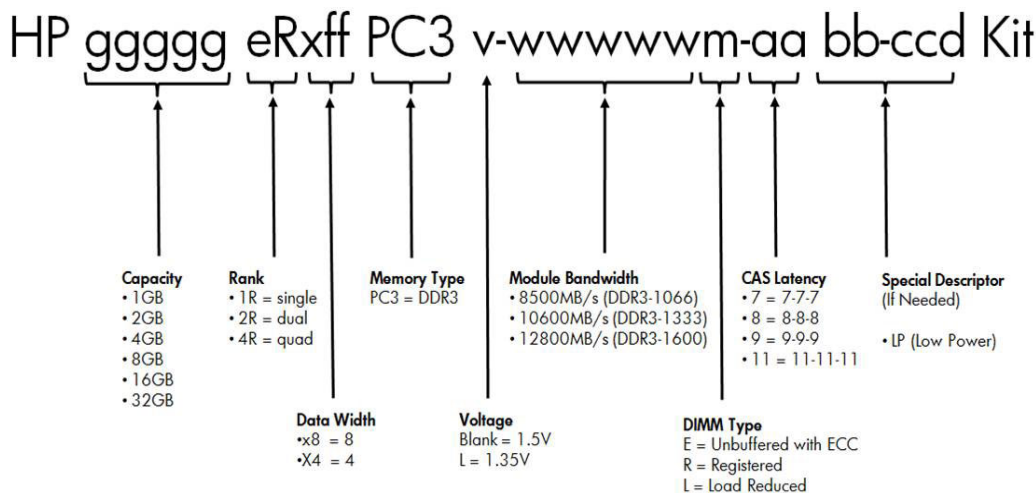 HP ggggg eRxff PC3 v-wwwwwm-aa bb-ccd Kit
Capacity
• 1GB
• 2GB
• 4GB
• 8GB
• 16GB
• 32GB
Rank
• 1R = single
• 2R = dual
• 4R = quad
Memory Type
PC3 = DDR3
Module Bandwidth
• 8500MB/s (DDR3-1066)
• 10600MB/s (DDR3-1333)
• 12800MB/s (DDR3-1600)
CAS Latency
• 7 = 7-7-7
• 8 = 8-8-8
• 9 = 9-9-9
• 11 = 11-11-11
Special Descriptor
(If Needed)
• LP (Low Power)
Data Width
•x8 = 8
•X4 = 4
Voltage
Blank = 1.5V
L = 1.35V
DIMM Type
E = Unbuffered with ECC
R = Registered
L = Load Reduced